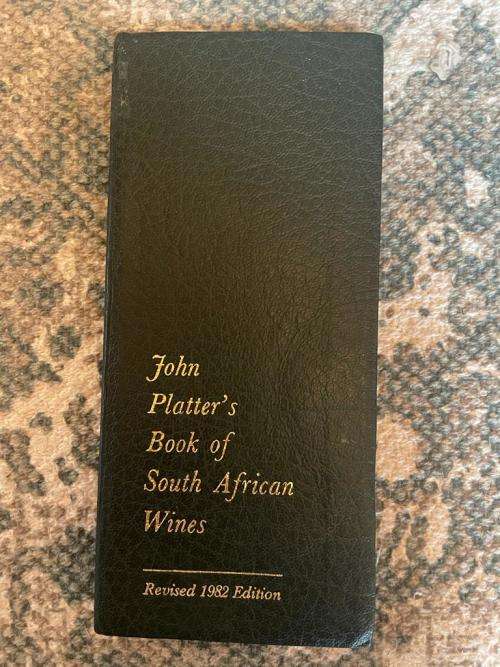 John
Platter's
Book of
South African
Wines
Revised 1982 Edition